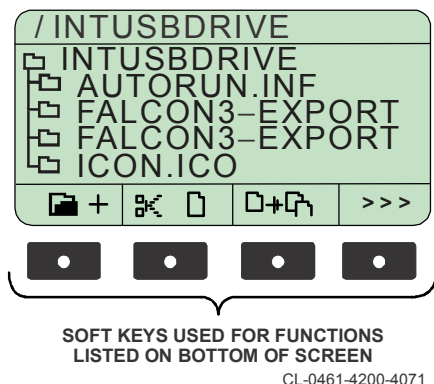 / INTUSBDRIVE
INTUSBDRIVE
AUTORUN.INF
FALCON3–EXPORT
FALCON3–EXPORT
ICON.ICO
+ >>>
SOFT KEYS USED FOR FUNCTIONS
LISTED ON BOTTOM OF SCREEN
CL-0461-4200-4071